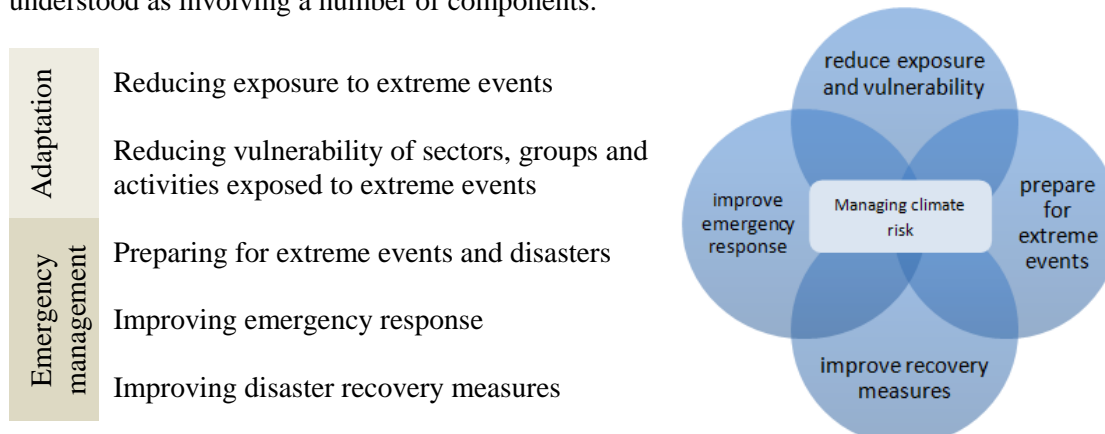 understood as involving a number of components:
Adaptation
Reducing exposure to extreme events
Reducing vulnerability of sectors, groups and
activities exposed to extreme events
Emergency
management
Preparing for extreme events and disasters
Improving emergency response
Improving disaster recovery measures
reduce exposure
and vulnerability
improve
emergency
response
Managing climate
risk
prepare
for
extreme
events
improve recovery
measures